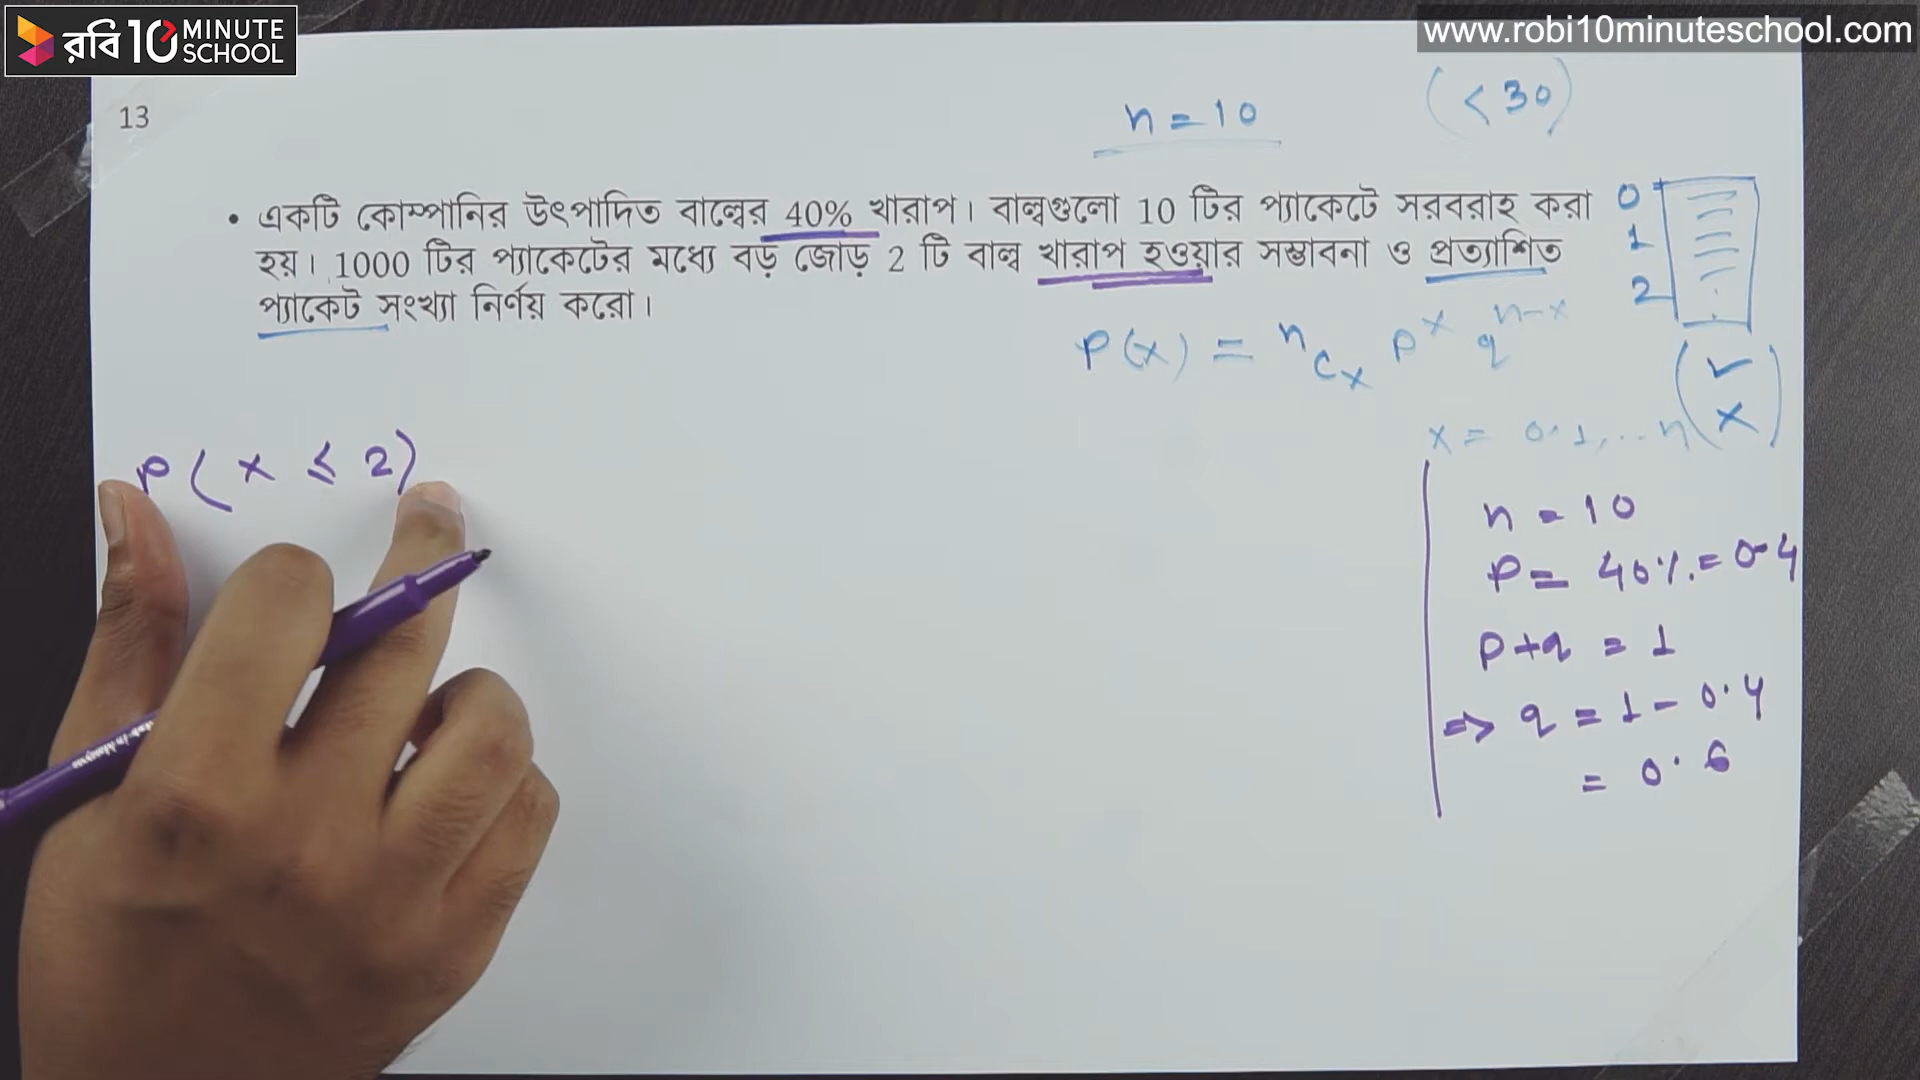 রবি 10 MINUTE SCHOOL
www.robi10minuteschool.com
13
n = 10
(< 30)
• একটি কোম্পানির উৎপাদিত বাল্বের 40% খারাপ। বাল্বগুলো 10 টির প্যাকেটে সরবরাহ করা
হয়। 1000 টির প্যাকেটের মধ্যে বড় জোড় 2 টি বাল্ব খারাপ হওয়ার সম্ভাবনা ও প্রত্যাশিত
প্যাকেট সংখ্যা নির্ণয় করো।
0
1
2
P(x) = ⁿCₓ pˣ qⁿ⁻ˣ
(✓
x)
x = 0, 1, ... n
P(x ≤ 2)
n = 10
P = 40% = 0.4
p+q = 1
=> q = 1 - 0.4
= 0.6